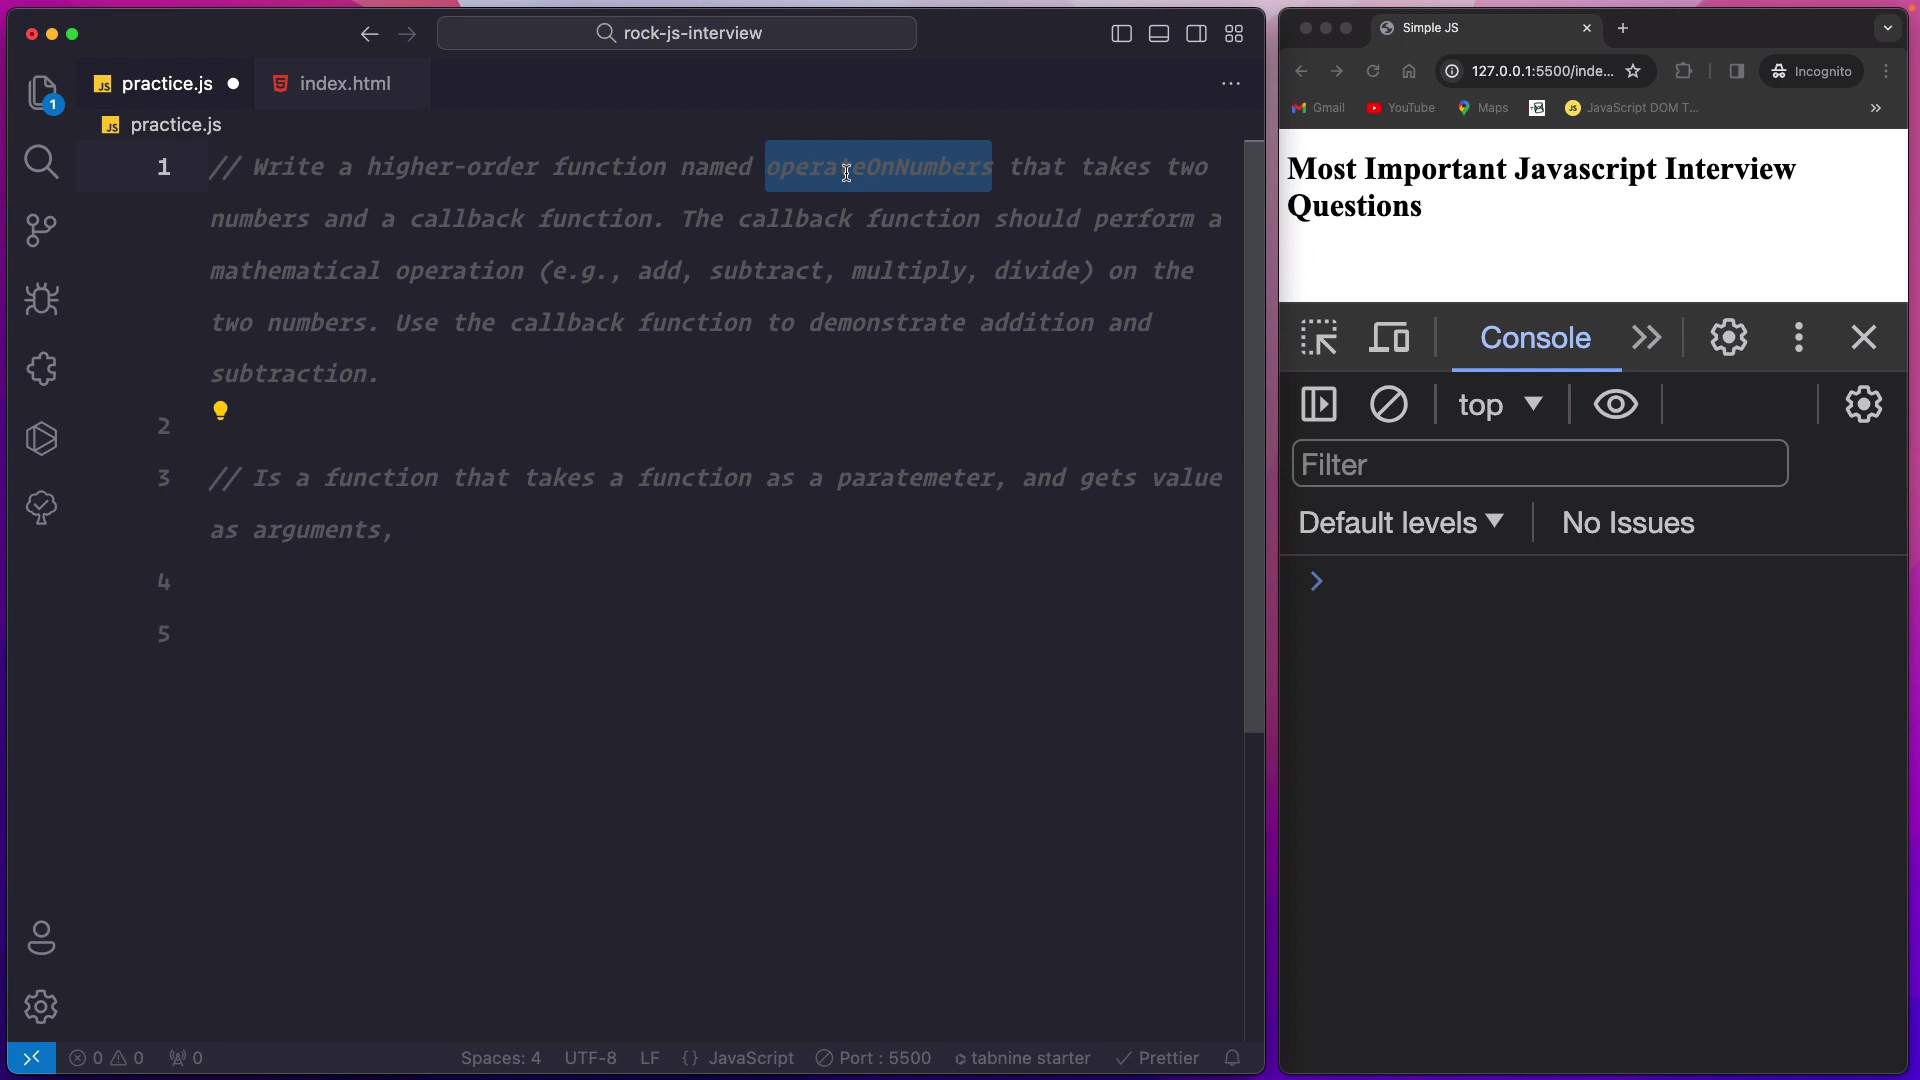 rock-js-interview
practice.js
index.html
practice.js
1
// Write a higher-order function named operateOnNumbers that takes two
numbers and a callback function. The callback function should perform a
mathematical operation (e.g., add, subtract, multiply, divide) on the
two numbers. Use the callback function to demonstrate addition and
subtraction.
2
3 // Is a function that takes a function as a paratemeter, and gets value
as arguments,
4
5
1
0 0 0
Spaces: 4 UTF-8 LF {} JavaScript Port : 5500 tabnine starter Prettier
Simple JS
127.0.0.1:5500/inde... Incognito
Gmail YouTube Maps JavaScript DOM T... »
Most Important Javascript Interview
Questions
Console
top
Filter
Default levels No Issues